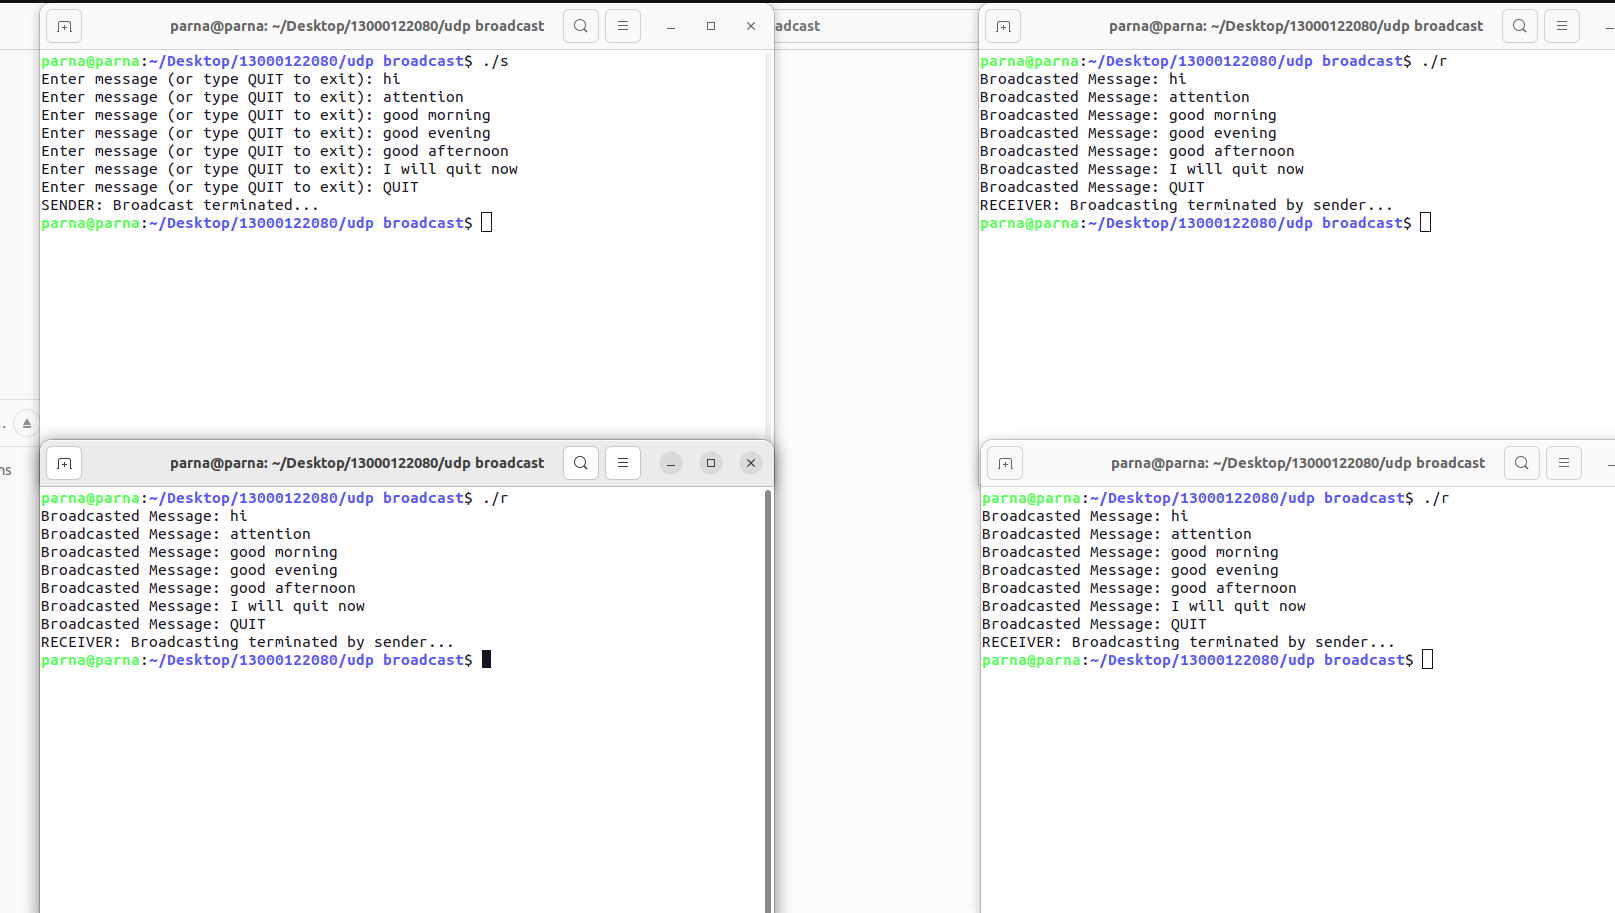 parna@parna: ~/Desktop/13000122080/udp broadcast
parna@parna:~/Desktop/13000122080/udp broadcast$ ./s
Enter message (or type QUIT to exit): hi
Enter message (or type QUIT to exit): attention
Enter message (or type QUIT to exit): good morning
Enter message (or type QUIT to exit): good evening
Enter message (or type QUIT to exit): good afternoon
Enter message (or type QUIT to exit): I will quit now
Enter message (or type QUIT to exit): QUIT
SENDER: Broadcast terminated...
parna@parna:~/Desktop/13000122080/udp broadcast$
adcast
parna@parna: ~/Desktop/13000122080/udp broadcast
parna@parna:~/Desktop/13000122080/udp broadcast$ ./r
Broadcasted Message: hi
Broadcasted Message: attention
Broadcasted Message: good morning
Broadcasted Message: good evening
Broadcasted Message: good afternoon
Broadcasted Message: I will quit now
Broadcasted Message: QUIT
RECEIVER: Broadcasting terminated by sender...
parna@parna:~/Desktop/13000122080/udp broadcast$
ns
parna@parna: ~/Desktop/13000122080/udp broadcast
parna@parna:~/Desktop/13000122080/udp broadcast$ ./r
Broadcasted Message: hi
Broadcasted Message: attention
Broadcasted Message: good morning
Broadcasted Message: good evening
Broadcasted Message: good afternoon
Broadcasted Message: I will quit now
Broadcasted Message: QUIT
RECEIVER: Broadcasting terminated by sender...
parna@parna:~/Desktop/13000122080/udp broadcast$
parna@parna: ~/Desktop/13000122080/udp broadcast
parna@parna:~/Desktop/13000122080/udp broadcast$ ./r
Broadcasted Message: hi
Broadcasted Message: attention
Broadcasted Message: good morning
Broadcasted Message: good evening
Broadcasted Message: good afternoon
Broadcasted Message: I will quit now
Broadcasted Message: QUIT
RECEIVER: Broadcasting terminated by sender...
parna@parna:~/Desktop/13000122080/udp broadcast$